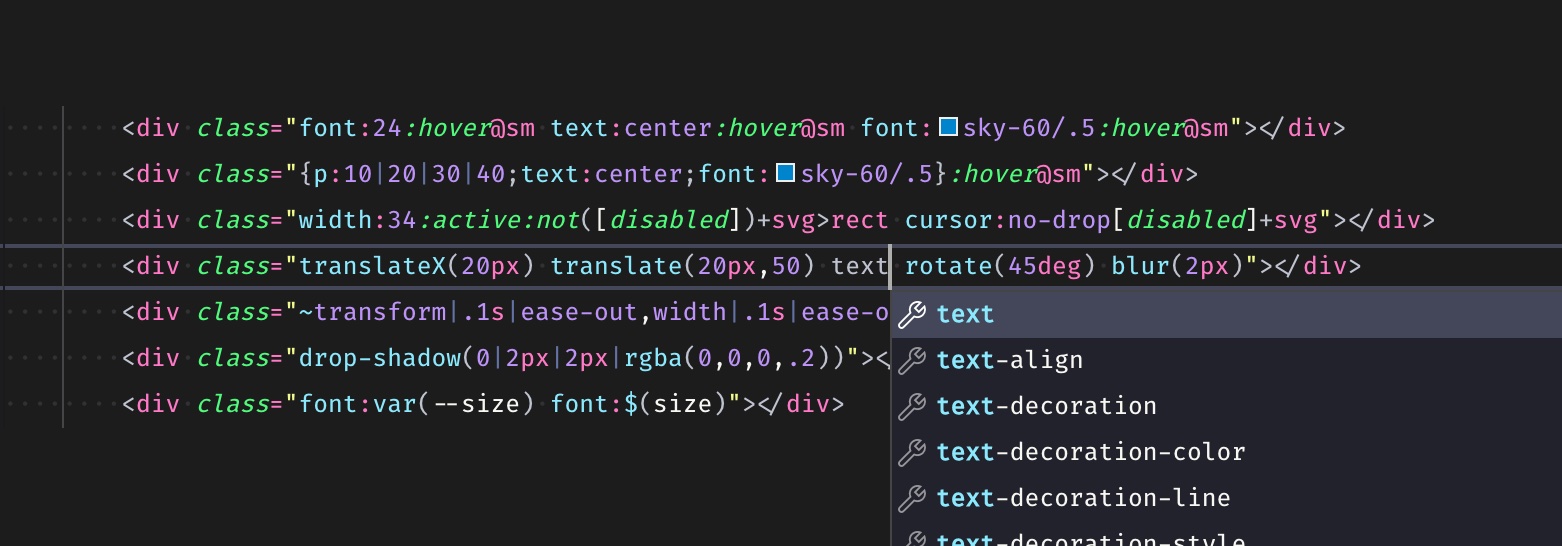 <div class="font:24:hover@sm text:center:hover@sm font:sky-60/.5:hover@sm"></div>
<div class="{p:10|20|30|40;text:center;font:sky-60/.5}:hover@sm"></div>
<div class="width:34:active:not([disabled])+svg>rect cursor:no-drop[disabled]+svg"></div>
<div class="translateX(20px) translate(20px,50) text rotate(45deg) blur(2px)"></div>
<div class="~transform|.1s|ease-out,width|.1s|ease-o
<div class="drop-shadow(0|2px|2px|rgba(0,0,0,.2))"><
<div class="font:var(--size) font:$(size)"></div>
text
text-align
text-decoration
text-decoration-color
text-decoration-line
text-decoration-style